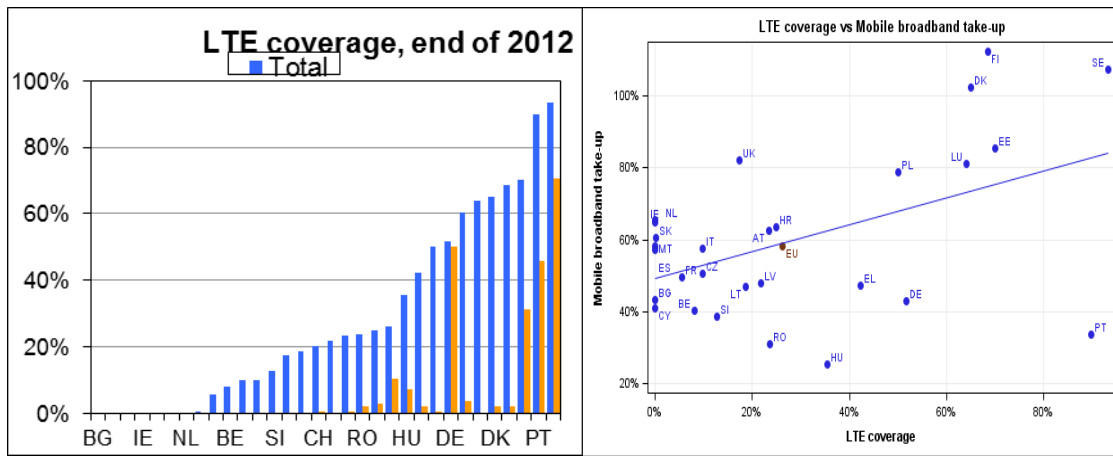 LTE coverage, end of 2012
Total
100%
80%
60%
40%
20%
0%
BG IE NL BE SI CH RO HU DE DK PT
LTE coverage vs Mobile broadband take-up
Mobile broadband take-up
100%
80%
60%
40%
20%
FI
SE
DK
EE
UK
LU
PL
IE NL
HR
SK
AT
IT
MT
EU
ES FR CZ
LV
EL
BG
LT
DE
BE
CY
SI
PT
RO
HU
0% 20% 40% 60% 80%
LTE coverage